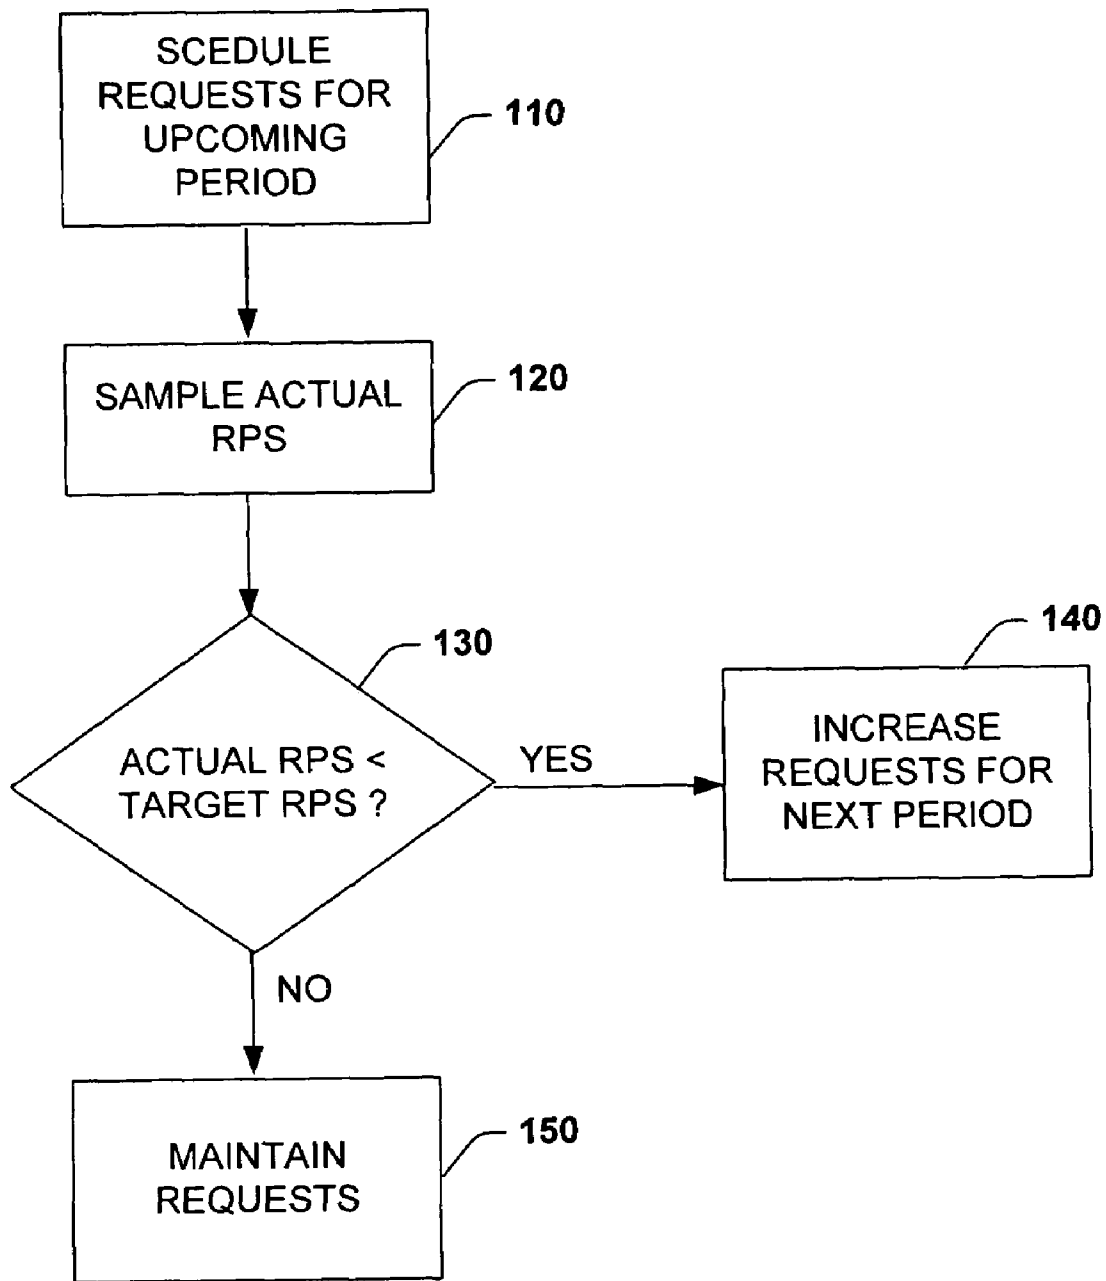 SCEDULE
REQUESTS FOR
UPCOMING
PERIOD
110
SAMPLE ACTUAL
RPS
120
ACTUAL RPS <
TARGET RPS ?
130
YES
140
INCREASE
REQUESTS FOR
NEXT PERIOD
NO
MAINTAIN
REQUESTS
150